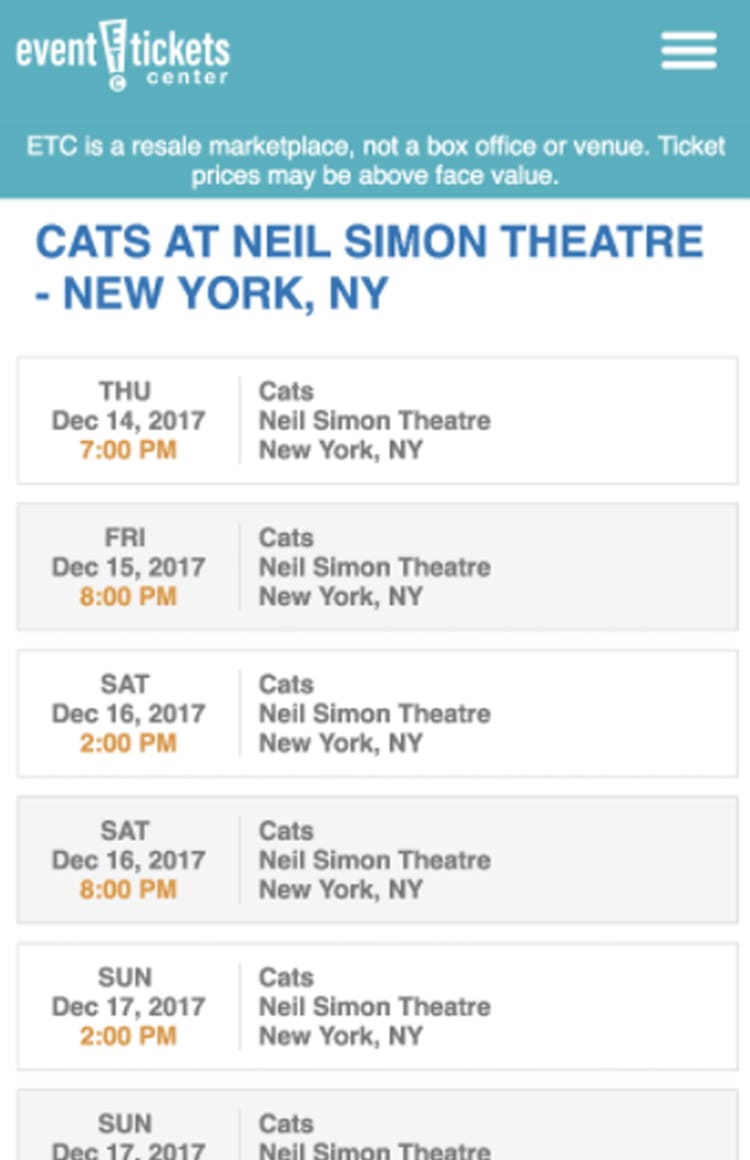 event ETC tickets
center
ETC is a resale marketplace, not a box office or venue. Ticket
prices may be above face value.
CATS AT NEIL SIMON THEATRE
- NEW YORK, NY
THU
Dec 14, 2017
7:00 PM
Cats
Neil Simon Theatre
New York, NY
FRI
Dec 15, 2017
8:00 PM
Cats
Neil Simon Theatre
New York, NY
SAT
Dec 16, 2017
2:00 PM
Cats
Neil Simon Theatre
New York, NY
SAT
Dec 16, 2017
8:00 PM
Cats
Neil Simon Theatre
New York, NY
SUN
Dec 17, 2017
2:00 PM
Cats
Neil Simon Theatre
New York, NY
SUN
Dec 17, 2017
Cats
Neil Simon Theatre